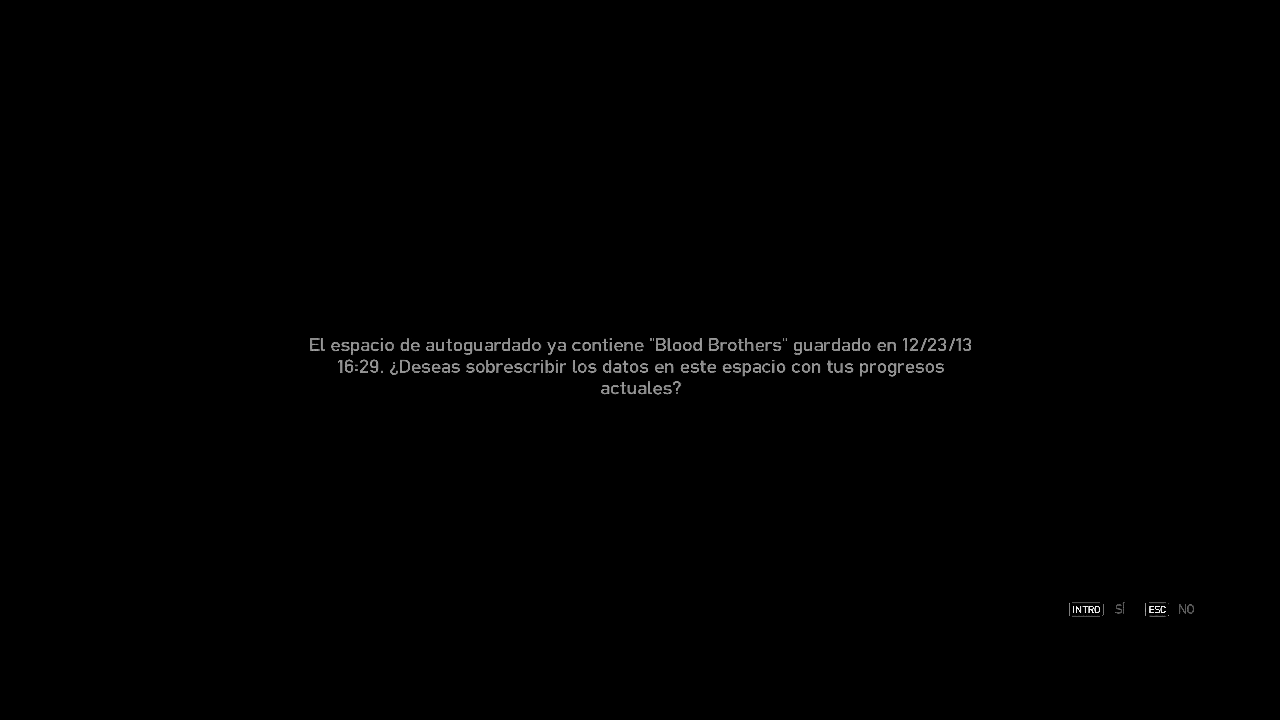 El espacio de autoguardado ya contiene "Blood Brothers" guardado en 12/23/13
16:29. ¿Deseas sobrescribir los datos en este espacio con tus progresos
actuales?
INTRO SÍ ESC NO